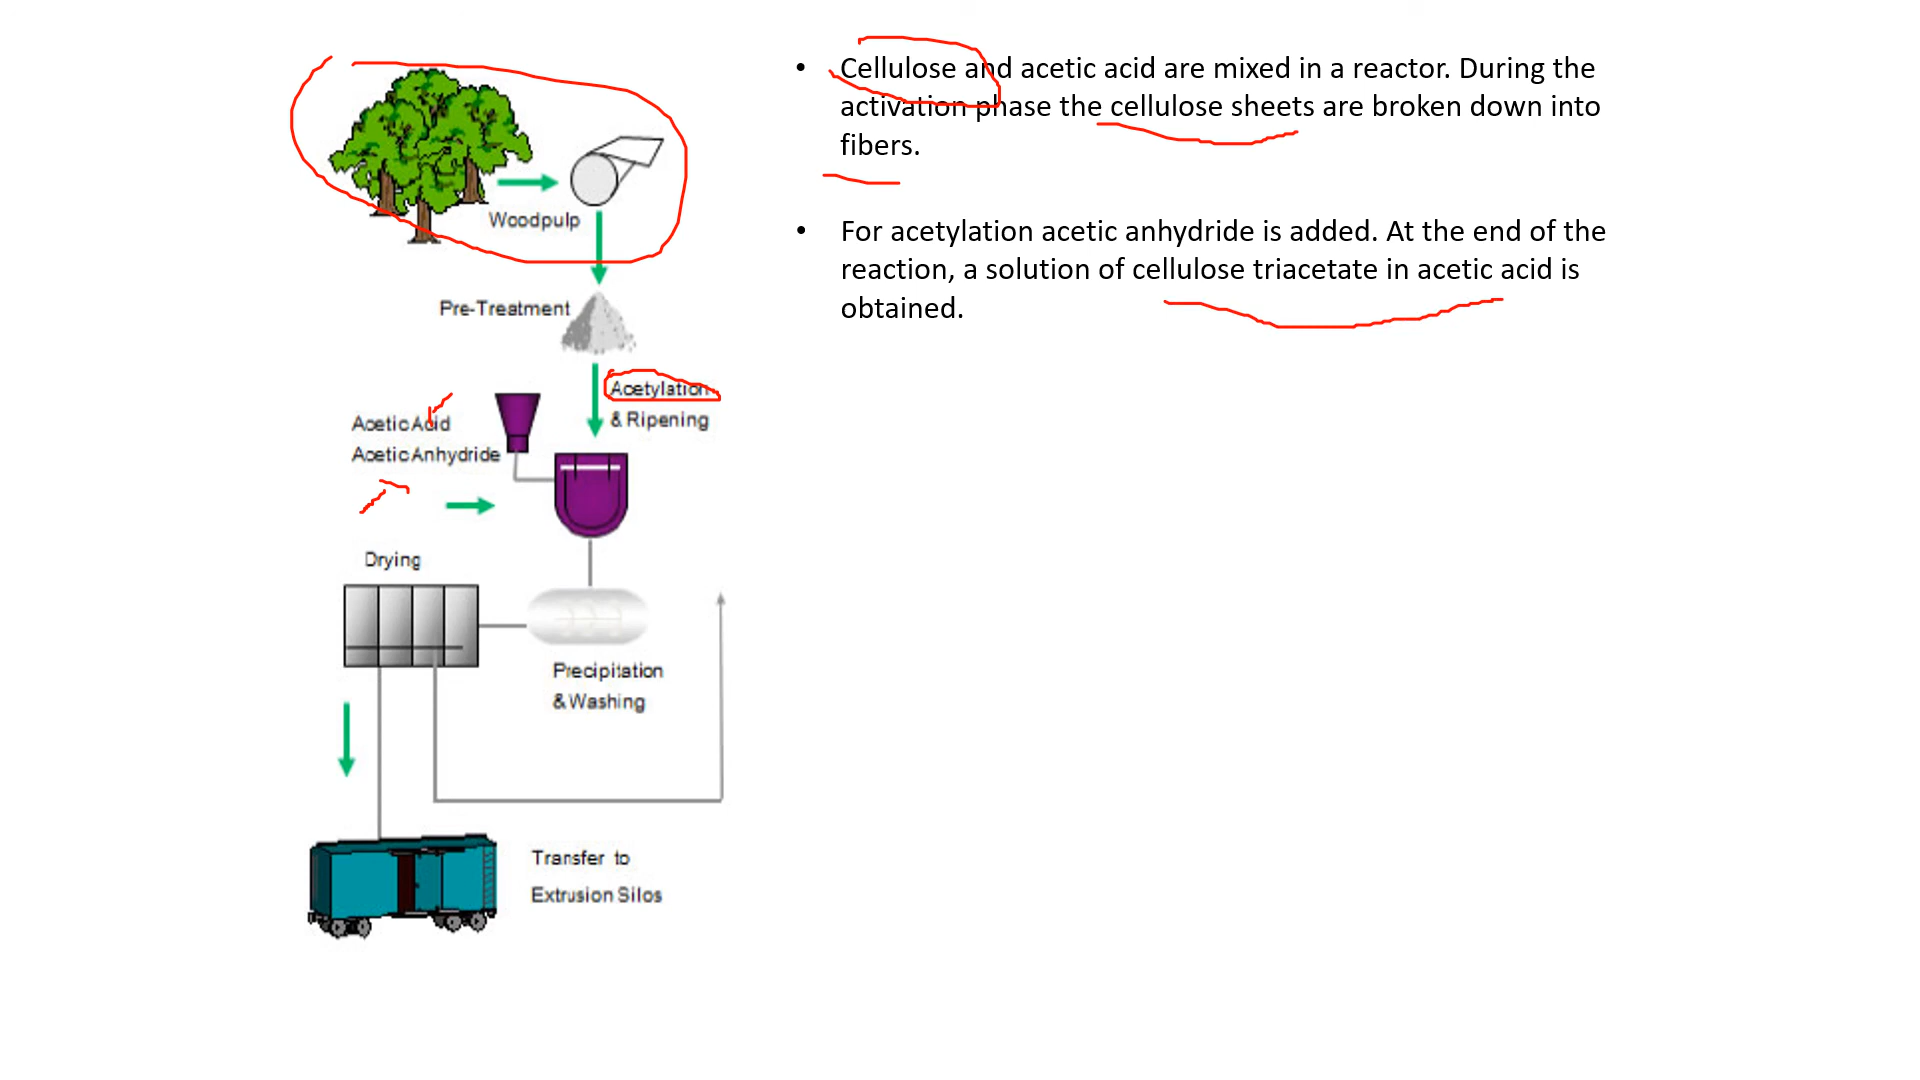 Woodpulp
Pre-Treatment
Acetylation
& Ripening
Acetic Acid
Acetic Anhydride
Drying
Precipitation
& Washing
Transfer to
Extrusion Silos
• Cellulose and acetic acid are mixed in a reactor. During the
activation phase the cellulose sheets are broken down into
fibers.
• For acetylation acetic anhydride is added. At the end of the
reaction, a solution of cellulose triacetate in acetic acid is
obtained.